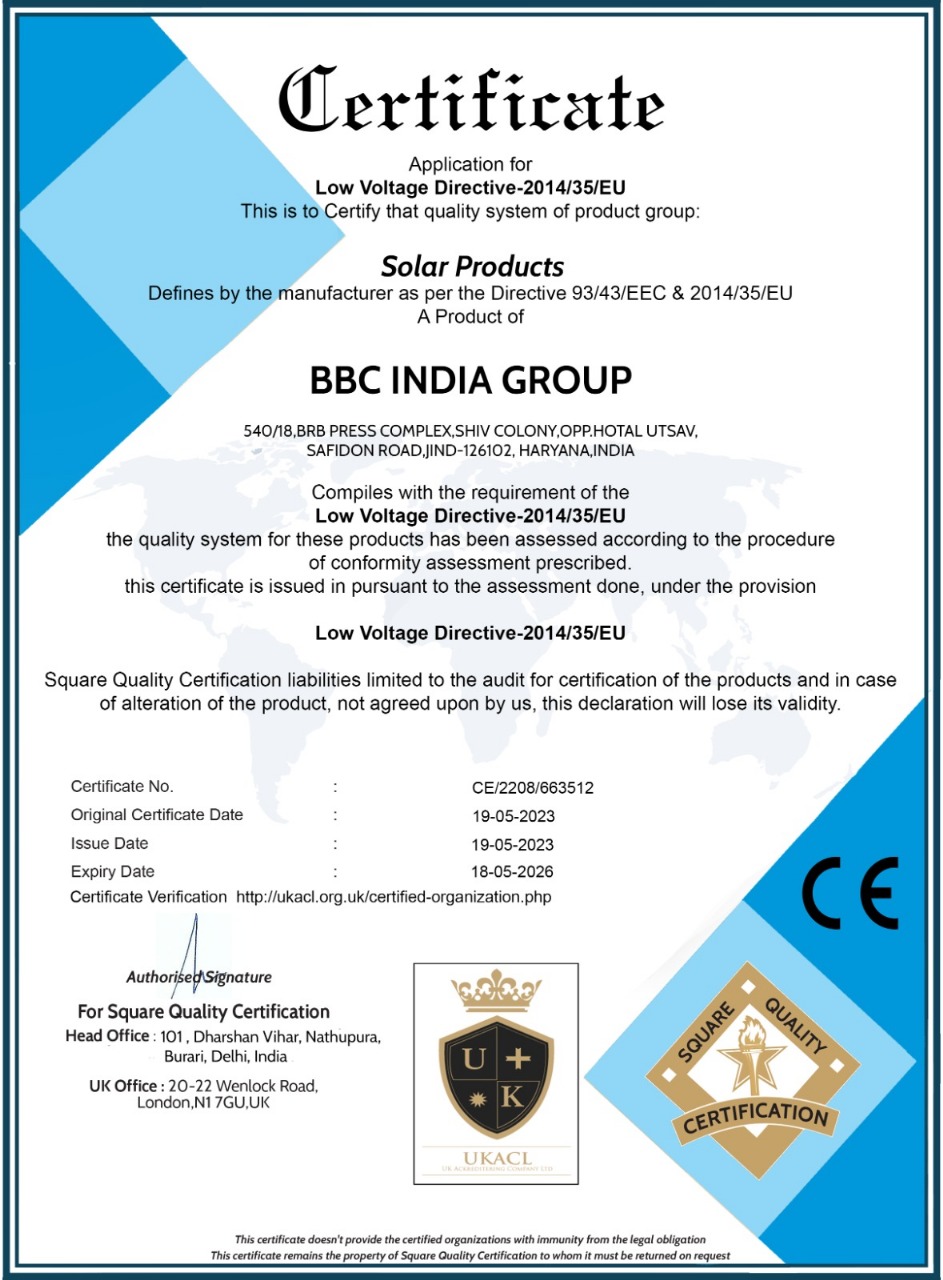 Certificate
Application for
Low Voltage Directive-2014/35/EU
This is to Certify that quality system of product group:
Solar Products
Defines by the manufacturer as per the Directive 93/43/EEC & 2014/35/EU
A Product of
BBC INDIA GROUP
540/18,BRB PRESS COMPLEX,SHIV COLONY,OPP.HOTAL UTSAV,
SAFIDON ROAD,JIND-126102, HARYANA,INDIA
Compiles with the requirement of the
Low Voltage Directive-2014/35/EU
the quality system for these products has been assessed according to the procedure
of conformity assessment prescribed.
this certificate is issued in pursuant to the assessment done, under the provision
Low Voltage Directive-2014/35/EU
Square Quality Certification liabilities limited to the audit for certification of the products and in case
of alteration of the product, not agreed upon by us, this declaration will lose its validity.
Certificate No. : CE/2208/663512
Original Certificate Date : 19-05-2023
Issue Date : 19-05-2023
Expiry Date : 18-05-2026
Certificate Verification http://ukacl.org.uk/certified-organization.php
CE
Authorised Signature
For Square Quality Certification
Head Office : 101 , Dharshan Vihar, Nathupura,
Burari, Delhi, India
UK Office : 20-22 Wenlock Road,
London,N1 7GU,UK
U
K
UKACL
UK Accreditering Company Ltd
SQUARE QUALITY
CERTIFICATION
This certificate doesn't provide the certified organizations with immunity from the legal obligation
This certificate remains the property of Square Quality Certification to whom it must be returned on request